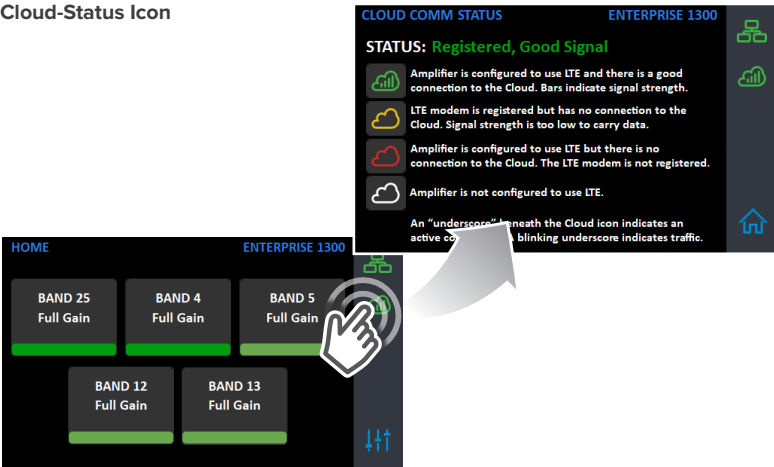 Cloud-Status Icon
CLOUD COMM STATUS ENTERPRISE 1300
STATUS: Registered, Good Signal
Amplifier is configured to use LTE and there is a good
connection to the Cloud. Bars indicate signal strength.
LTE modem is registered but has no connection to the
Cloud. Signal strength is too low to carry data.
Amplifier is configured to use LTE but there is no
connection to the Cloud. The LTE modem is not registered.
Amplifier is not configured to use LTE.
An “underscore” beneath the Cloud icon indicates an
active blinking underscore indicates traffic.
HOME ENTERPRISE 1300
BAND 25
Full Gain
BAND 4
Full Gain
BAND 5
Full Gain
BAND 12
Full Gain
BAND 13
Full Gain